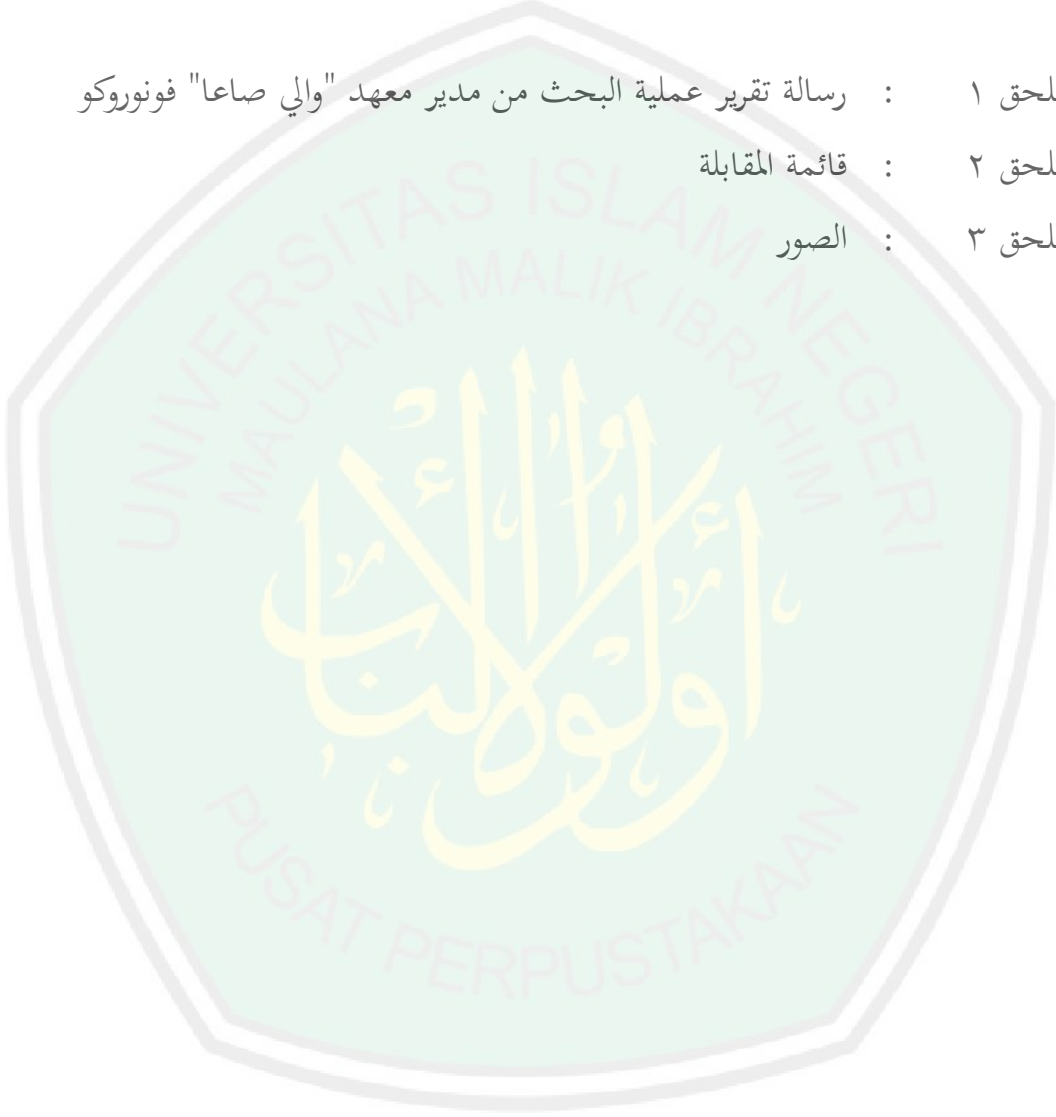 لحق ١ : رسالة تقرير عملية البحث من مدير معهد "والي صاعا" فونوروكو
لحق ٢ : قائمة المقابلة
لحق ٣ : الصور
UNIVERSITAS ISLAM NEGERI
MAULANA MALIK IBRAHIM
أولوا الألباب
PUSAT PERPUSTAKAAN